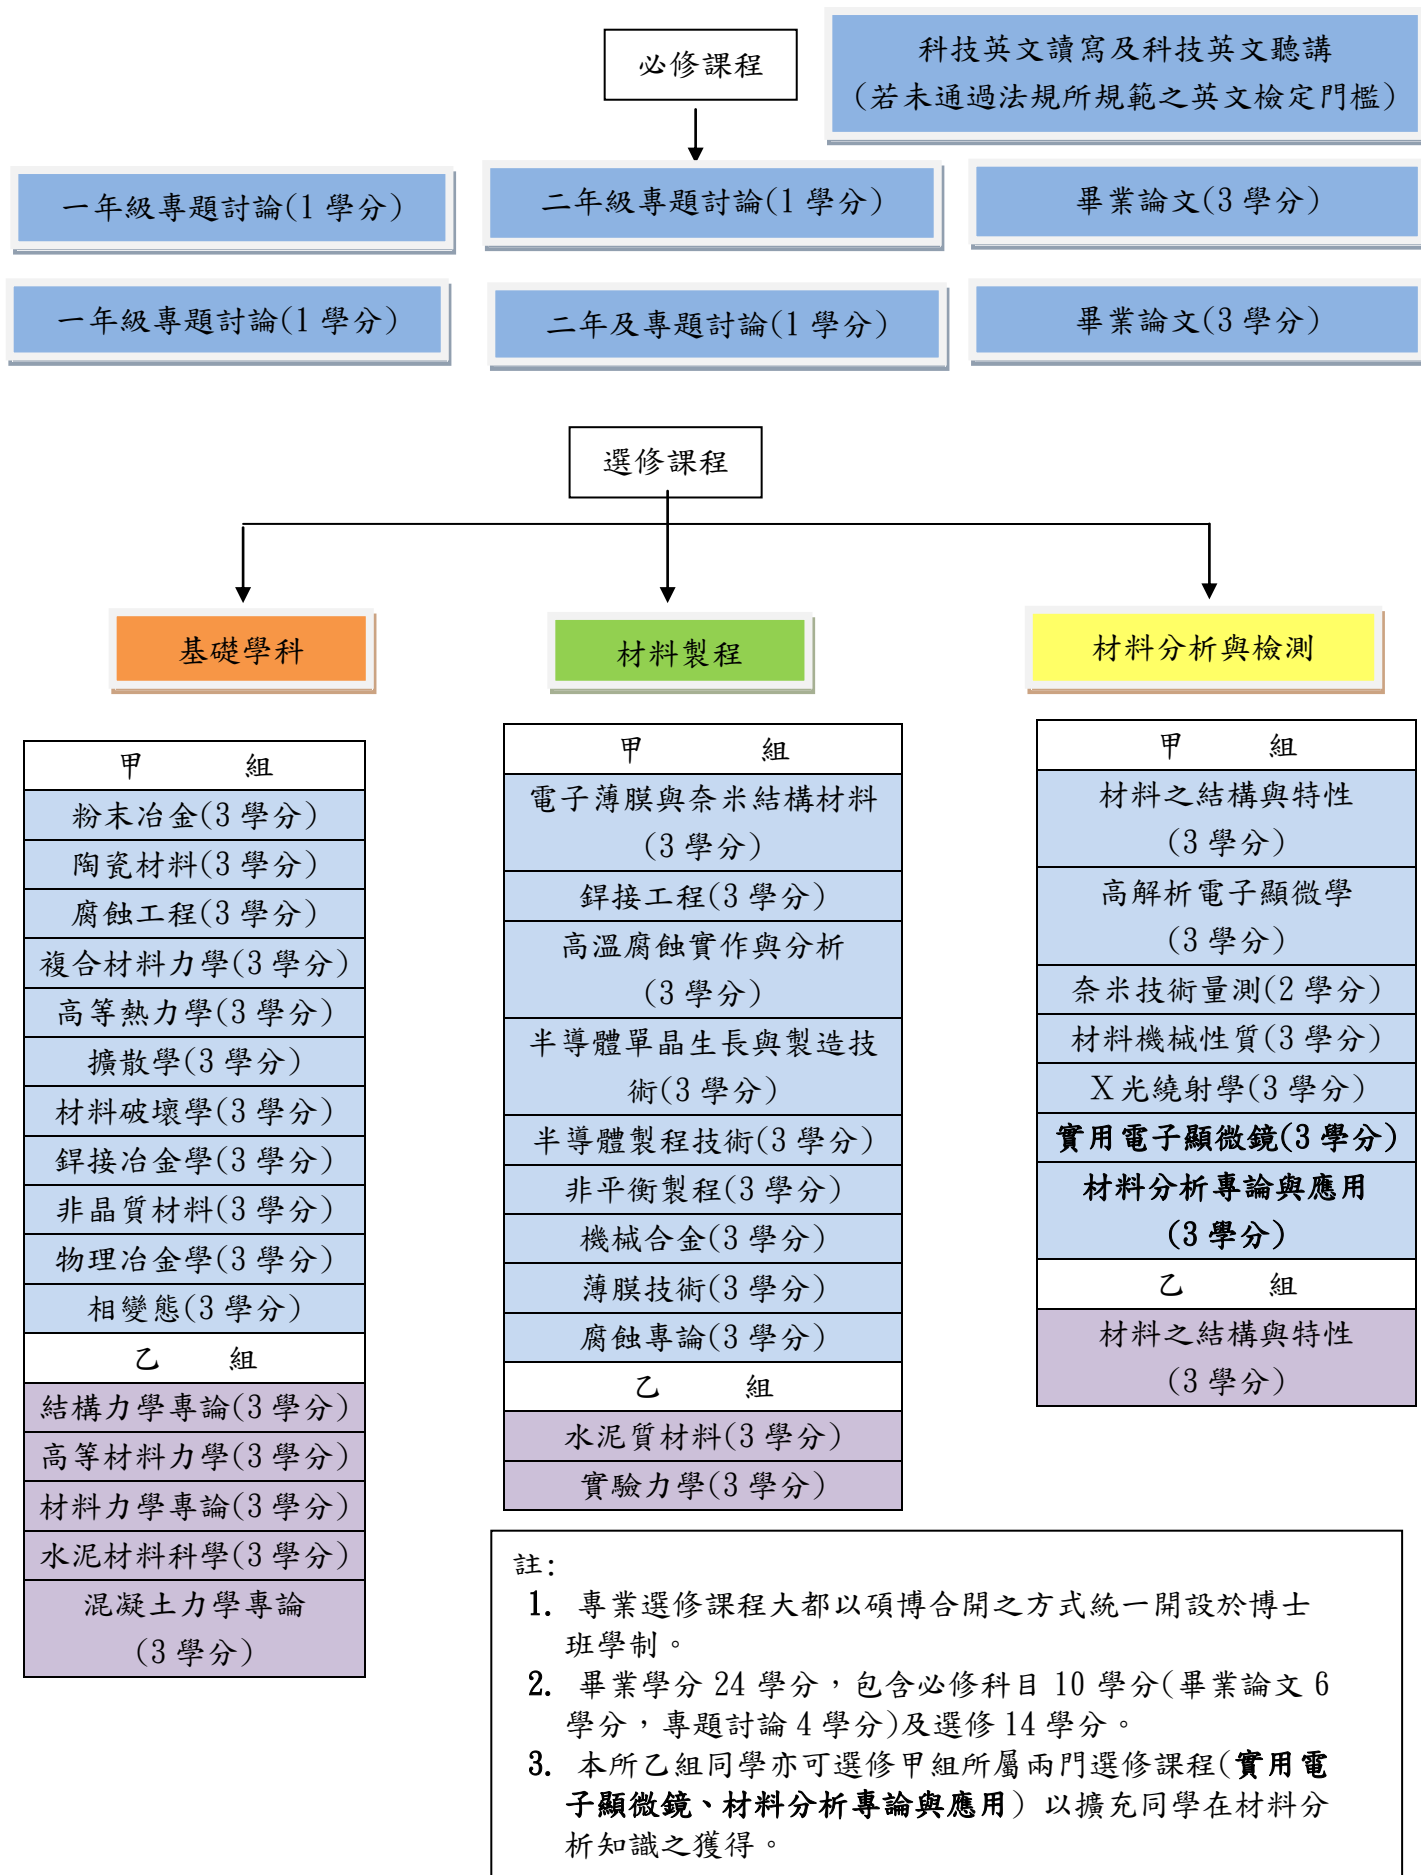 必修課程
科技英文讀寫及科技英文聽講
(若未通過法規所規範之英文檢定門檻)
一年級專題討論(1 學分)
二年級專題討論(1 學分)
畢業論文(3 學分)
一年級專題討論(1 學分)
二年及專題討論(1 學分)
畢業論文(3 學分)
選修課程
基礎學科
材料製程
材料分析與檢測
甲 組
粉末冶金(3 學分)
陶瓷材料(3 學分)
腐蝕工程(3 學分)
複合材料力學(3 學分)
高等熱力學(3 學分)
擴散學(3 學分)
材料破壞學(3 學分)
銲接冶金學(3 學分)
非晶質材料(3 學分)
物理冶金學(3 學分)
相變態(3 學分)
乙 組
結構力學專論(3 學分)
高等材料力學(3 學分)
材料力學專論(3 學分)
水泥材料科學(3 學分)
混凝土力學專論
(3 學分)
甲 組
電子薄膜與奈米結構材料
(3 學分)
銲接工程(3 學分)
高溫腐蝕實作與分析
(3 學分)
半導體單晶生長與製造技
術(3 學分)
半導體製程技術(3 學分)
非平衡製程(3 學分)
機械合金(3 學分)
薄膜技術(3 學分)
腐蝕專論(3 學分)
乙 組
水泥質材料(3 學分)
實驗力學(3 學分)
甲 組
材料之結構與特性
(3 學分)
高解析電子顯微學
(3 學分)
奈米技術量測(2 學分)
材料機械性質(3 學分)
X光繞射學(3 學分)
實用電子顯微鏡(3 學分)
材料分析專論與應用
(3 學分)
乙 組
材料之結構與特性
(3 學分)
註:
1. 專業選修課程大都以碩博合開之方式統一開設於博士
班學制。
2. 畢業學分 24 學分,包含必修科目 10 學分(畢業論文 6
學分,專題討論 4 學分)及選修 14 學分。
3. 本所乙組同學亦可選修甲組所屬兩門選修課程(實用電
子顯微鏡、材料分析專論與應用) 以擴充同學在材料分
析知識之獲得。